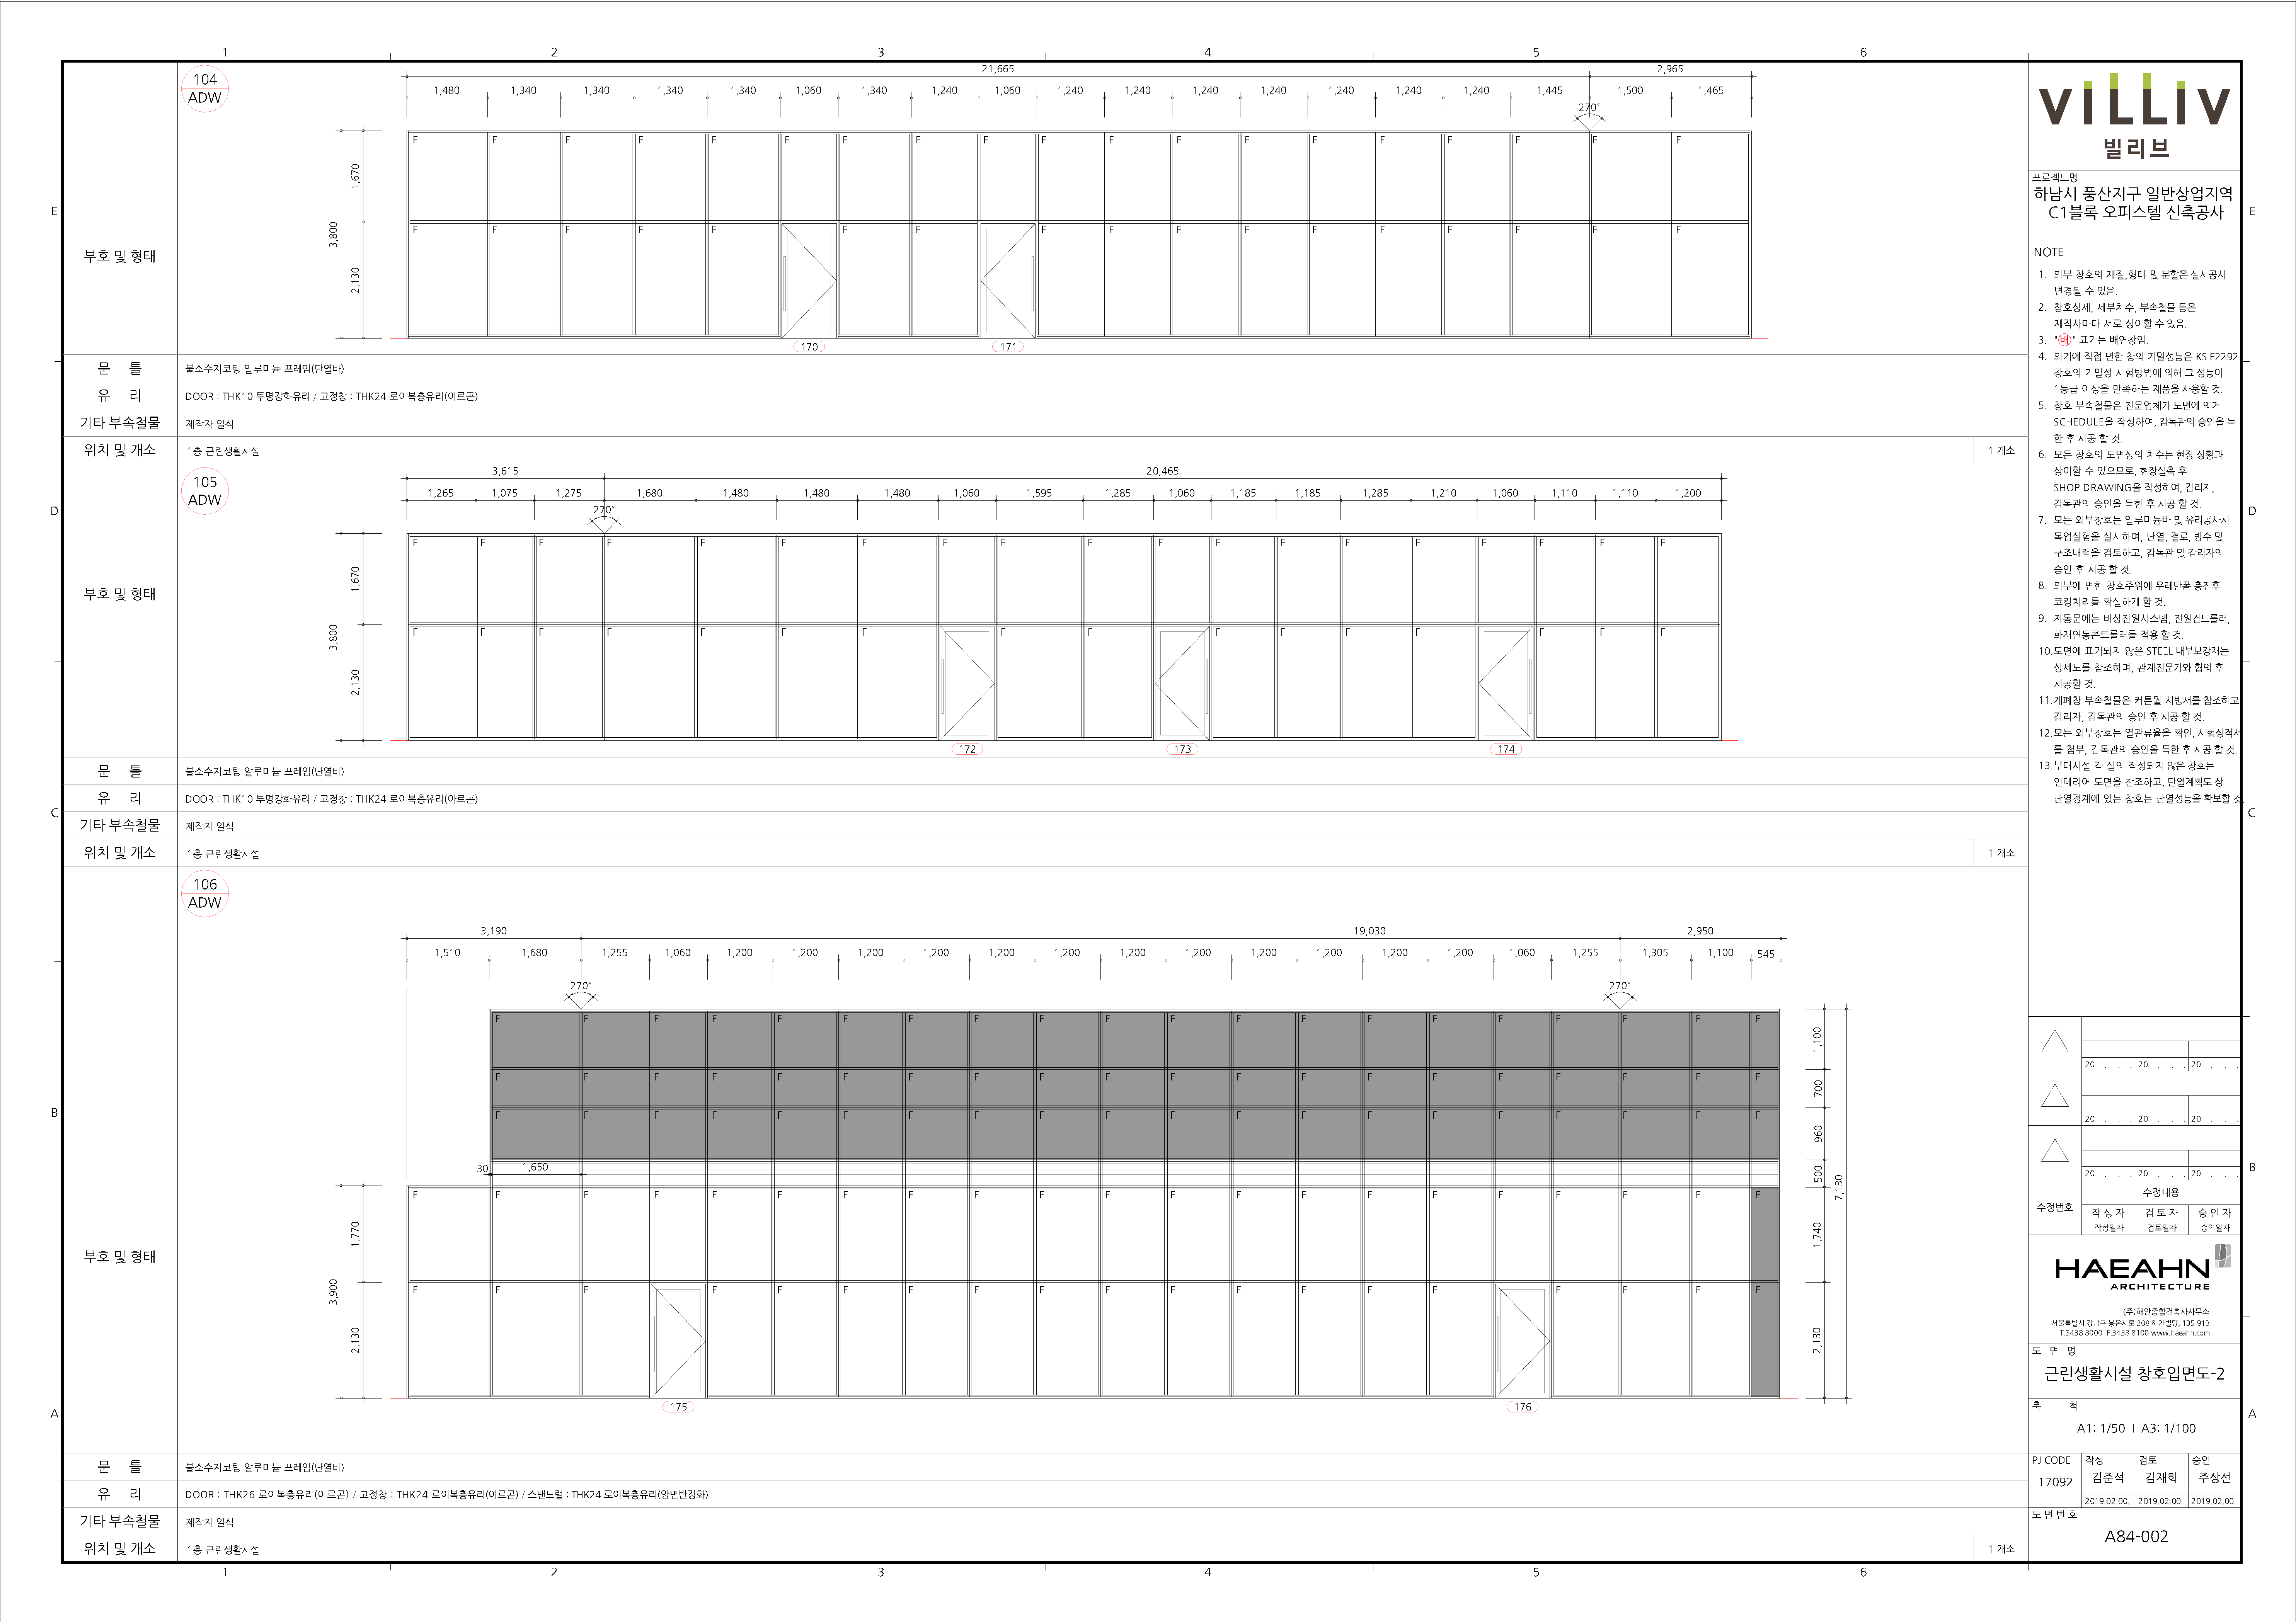 1 2 3 4 5 6
104
ADW
21,665 2,965
1,480 1,340 1,340 1,340 1,340 1,060 1,340 1,240 1,060 1,240 1,240 1,240 1,240 1,240 1,240 1,240 1,445 1,500 1,465
270°
F F F F F F F F F F F F F F F F F F F
1,670
3,800
2,130
F F F F F F F F F F F F F F F F F
170 171
E
부호 및 형태
문 틀
불소수지코팅 알루미늄 프레임(단열바)
유 리
DOOR : THK10 투명강화유리 / 고정창 : THK24 로이복층유리(아르곤)
기타 부속철물
제작자 일식
위치 및 개소
1층 근린생활시설
1 개소
105
ADW
3,615 20,465
1,265 1,075 1,275 1,680 1,480 1,480 1,480 1,060 1,595 1,285 1,060 1,185 1,185 1,285 1,210 1,060 1,110 1,110 1,200
270°
F F F F F F F F F F F F F F F F F F F
1,670
3,800
2,130
F F F F F F F F F F F F F F F F
172 173 174
D
부호 및 형태
문 틀
불소수지코팅 알루미늄 프레임(단열바)
유 리
DOOR : THK10 투명강화유리 / 고정창 : THK24 로이복층유리(아르곤)
C
기타 부속철물
제작자 일식
위치 및 개소
1층 근린생활시설
1 개소
106
ADW
3,190 19,030 2,950
1,510 1,680 1,255 1,060 1,200 1,200 1,200 1,200 1,200 1,200 1,200 1,200 1,200 1,200 1,200 1,200 1,060 1,255 1,305 1,100 545
270° 270°
F F F F F F F F F F F F F F F F F F F F
1,100
F F F F F F F F F F F F F F F F F F F F
700
F F F F F F F F F F F F F F F F F F F F
960
30 1,650
500
7,130
F F F F F F F F F F F F F F F F F F F F F
1,770
1,740
3,900
F F F F F F F F F F F F F F F F F F F
2,130
2,130
175 176
B
부호 및 형태
A
문 틀
불소수지코팅 알루미늄 프레임(단열바)
유 리
DOOR : THK26 로이복층유리(아르곤) / 고정창 : THK24 로이복층유리(아르곤) / 스팬드럴 : THK24 로이복층유리(양면반강화)
기타 부속철물
제작자 일식
위치 및 개소
1층 근린생활시설
1 개소
1 2 3 4 5 6
VILLIV
빌리브
프로젝트명
하남시 풍산지구 일반상업지역
C1블록 오피스텔 신축공사
E
NOTE
1. 외부 창호의 재질,형태 및 분할은 실시공시
변경될 수 있음.
2. 창호상세, 세부치수, 부속철물 등은
제작사마다 서로 상이할 수 있음.
3. "배" 표기는 배연창임.
4. 외기에 직접 면한 창의 기밀성능은 KS F2292
창호의 기밀성 시험방법에 의해 그 성능이
1등급 이상을 만족하는 제품을 사용할 것.
5. 창호 부속철물은 전문업체가 도면에 의거
SCHEDULE을 작성하여, 감독관의 승인을 득
한 후 시공 할 것.
6. 모든 창호의 도면상의 치수는 현장 상황과
상이할 수 있으므로, 현장실측 후
SHOP DRAWING을 작성하여, 감리자,
감독관의 승인을 득한 후 시공 할 것.
D
7. 모든 외부창호는 알루미늄바 및 유리공사시
목업실험을 실시하여, 단열, 결로, 방수 및
구조내력을 검토하고, 감독관 및 감리자의
승인 후 시공 할 것.
8. 외부에 면한 창호주위에 우레탄폼 충진후
코킹처리를 확실하게 할 것.
9. 자동문에는 비상전원시스템, 전원컨트롤러,
화재연동콘트롤러를 적용 할 것.
10.도면에 표기되지 않은 STEEL 내부보강재는
상세도를 참조하며, 관계전문가와 협의 후
시공할 것.
11.개폐창 부속철물은 커튼월 시방서를 참조하고
감리자, 감독관의 승인 후 시공 할 것.
12.모든 외부창호는 열관류율을 확인, 시험성적서
를 첨부, 감독관의 승인을 득한 후 시공 할 것.
13.부대시설 각 실의 작성되지 않은 창호는
인테리어 도면을 참조하고, 단열계획도 상
단열경계에 있는 창호는 단열성능을 확보할 것.
C
20 . . . 20 . . . 20 . . .
20 . . . 20 . . . 20 . . .
20 . . . 20 . . . 20 . . .
B
수정번호
수정내용
작 성 자 검 토 자 승 인 자
작성일자 검토일자 승인일자
HAEAHN
ARCHITECTURE
(주)해안종합건축사사무소
서울특별시 강남구 봉은사로 208 해안빌딩, 135-913
T.3438 8000 F.3438 8100 www.haeahn.com
도 면 명
근린생활시설 창호입면도-2
축 척
A
A1: 1/50 I A3: 1/100
PJ CODE 작성 검토 승인
17092 김준석 김재희 주상선
2019.02.00. 2019.02.00. 2019.02.00.
도 면 번 호
A84-002